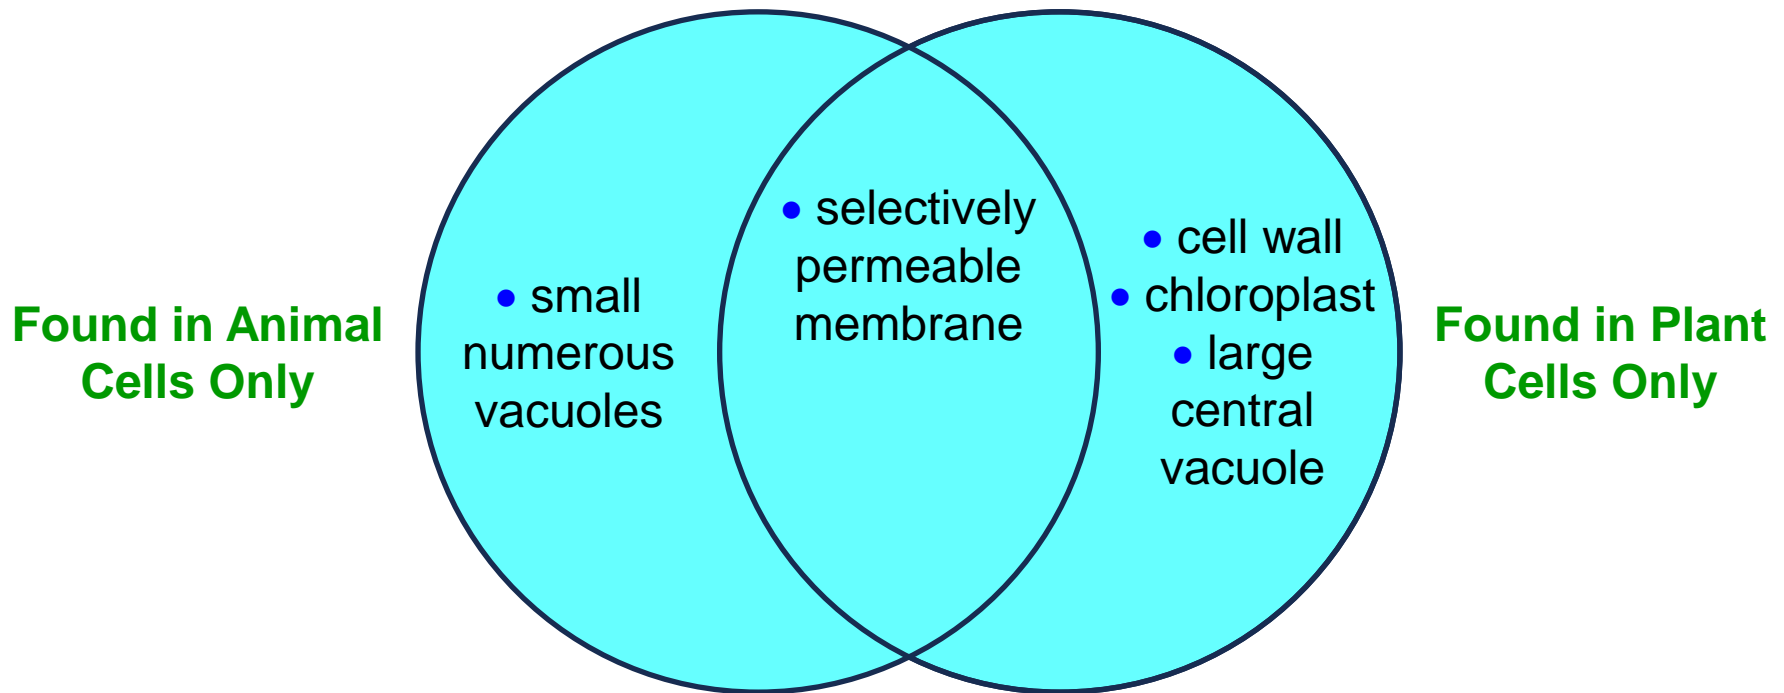 Found in Animal
Cells Only
• small
numerous
vacuoles
• selectively
permeable
membrane
• cell wall
• chloroplast
• large
central
vacuole
Found in Plant
Cells Only